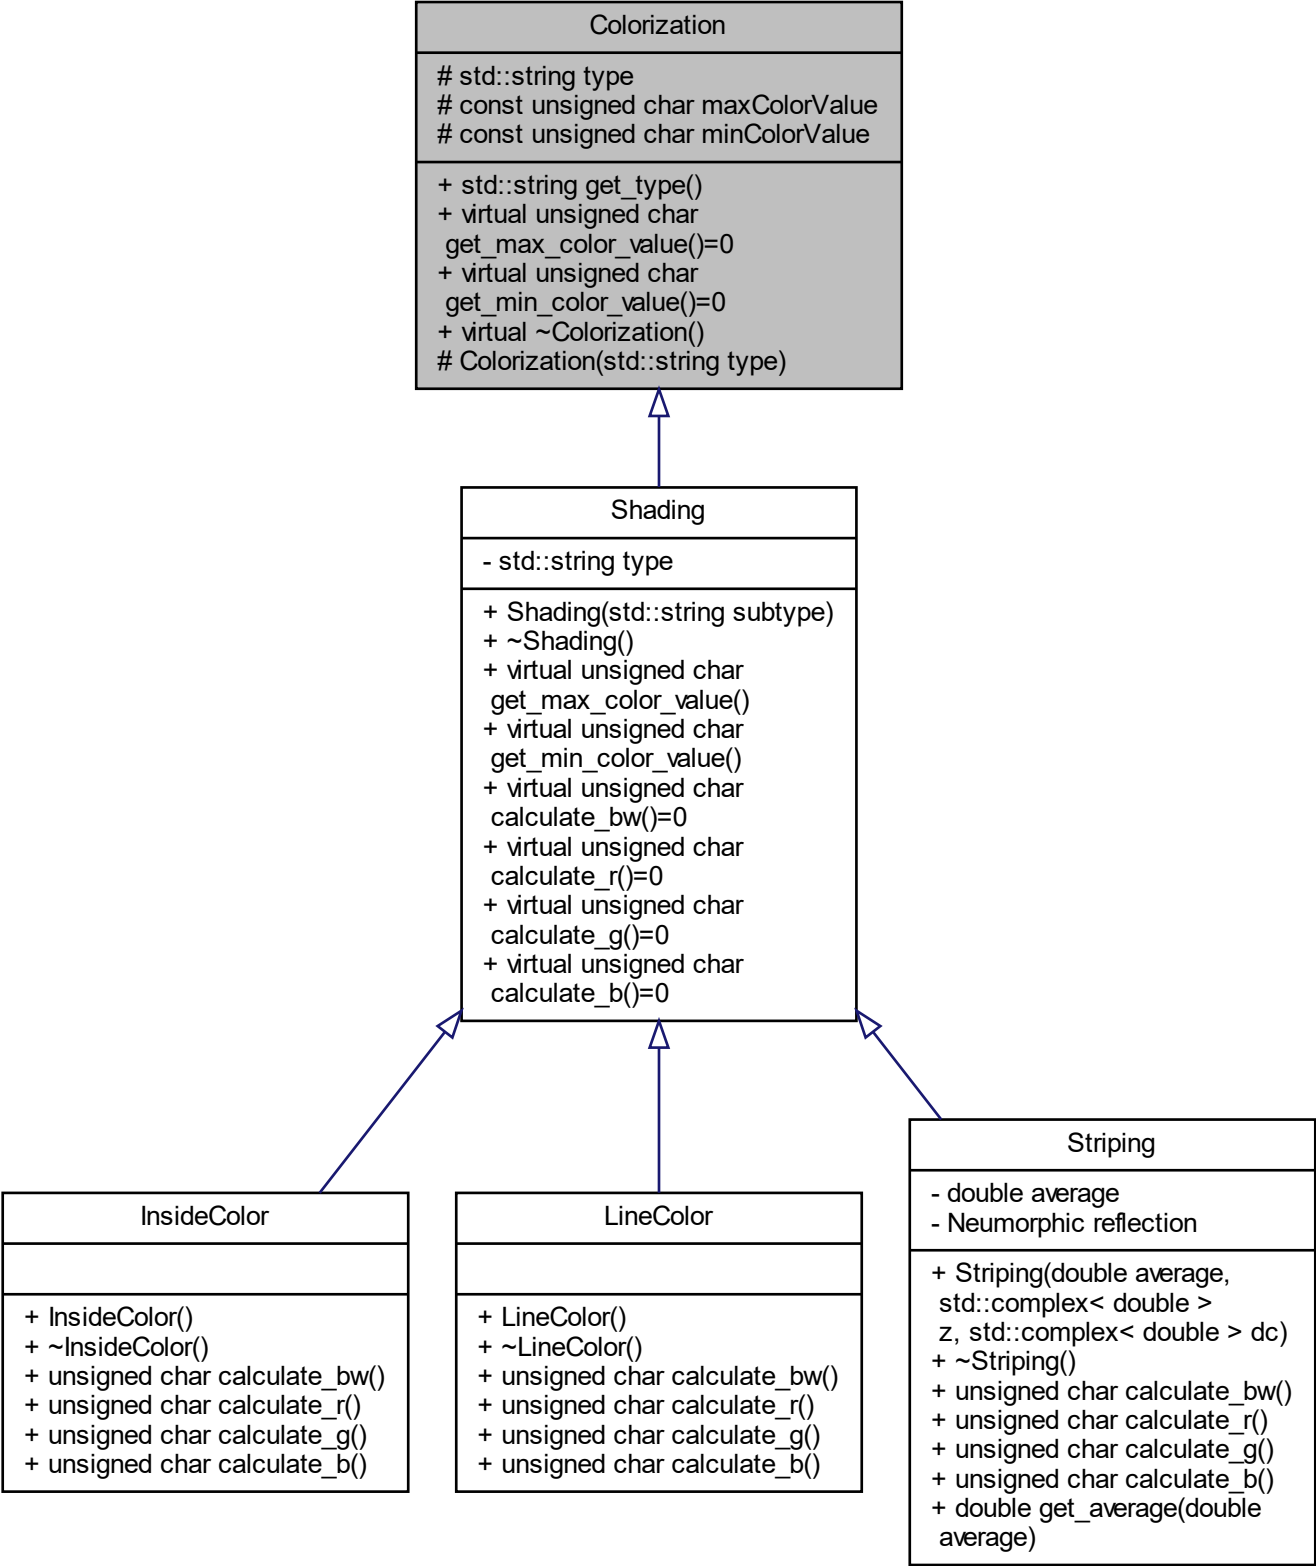 Colorization
# std::string type
# const unsigned char maxColorValue
# const unsigned char minColorValue
+ std::string get_type()
+ virtual unsigned char
get_max_color_value()=0
+ virtual unsigned char
get_min_color_value()=0
+ virtual ~Colorization()
# Colorization(std::string type)
Shading
- std::string type
+ Shading(std::string subtype)
+ ~Shading()
+ virtual unsigned char
get_max_color_value()
+ virtual unsigned char
get_min_color_value()
+ virtual unsigned char
calculate_bw()=0
+ virtual unsigned char
calculate_r()=0
+ virtual unsigned char
calculate_g()=0
+ virtual unsigned char
calculate_b()=0
InsideColor
+ InsideColor()
+ ~InsideColor()
+ unsigned char calculate_bw()
+ unsigned char calculate_r()
+ unsigned char calculate_g()
+ unsigned char calculate_b()
LineColor
+ LineColor()
+ ~LineColor()
+ unsigned char calculate_bw()
+ unsigned char calculate_r()
+ unsigned char calculate_g()
+ unsigned char calculate_b()
Striping
- double average
- Neumorphic reflection
+ Striping(double average,
std::complex< double >
z, std::complex< double > dc)
+ ~Striping()
+ unsigned char calculate_bw()
+ unsigned char calculate_r()
+ unsigned char calculate_g()
+ unsigned char calculate_b()
+ double get_average(double
average)